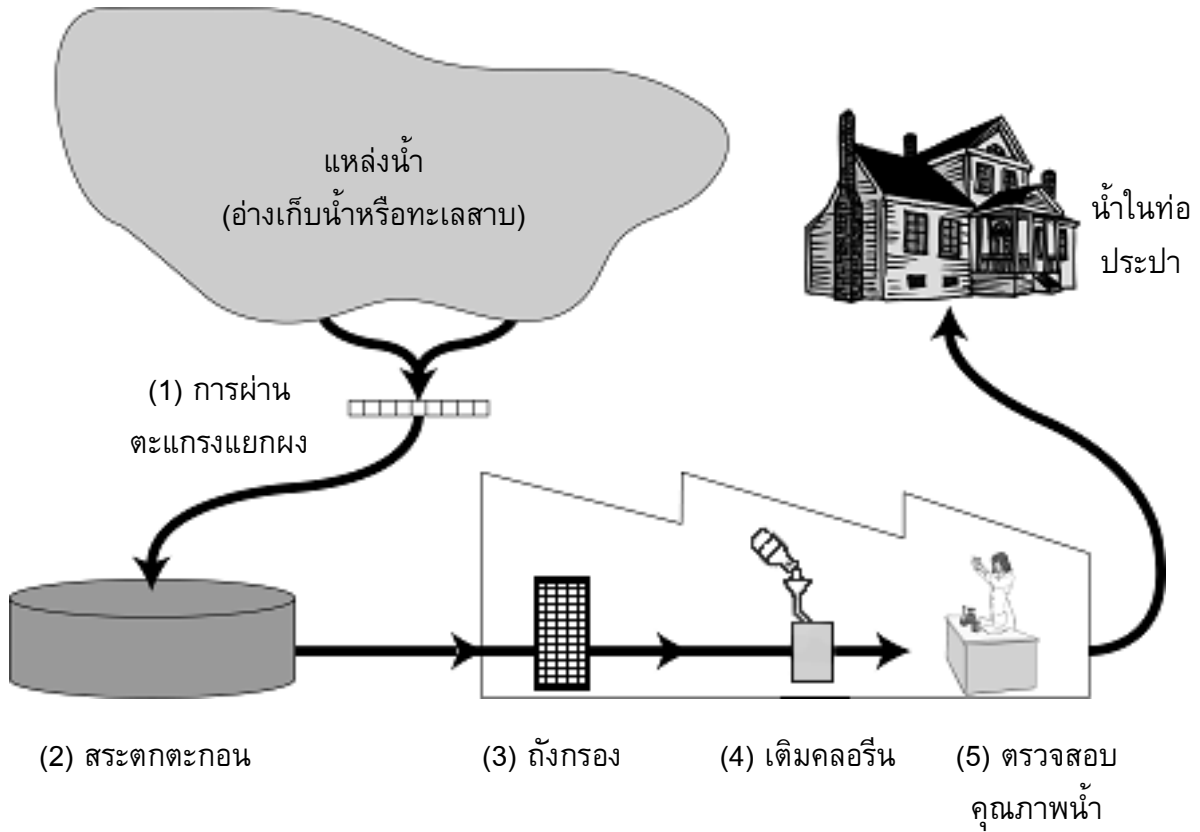 แหล่งน้ำ
(อ่างเก็บน้ำหรือทะเลสาบ)
น้ำในท่อ
ประปา
(1) การผ่าน
ตะแกรงแยกผง
(2) สระตกตะกอน
(3) ถังกรอง
(4) เติมคลอรีน
(5) ตรวจสอบ
คุณภาพน้ำ